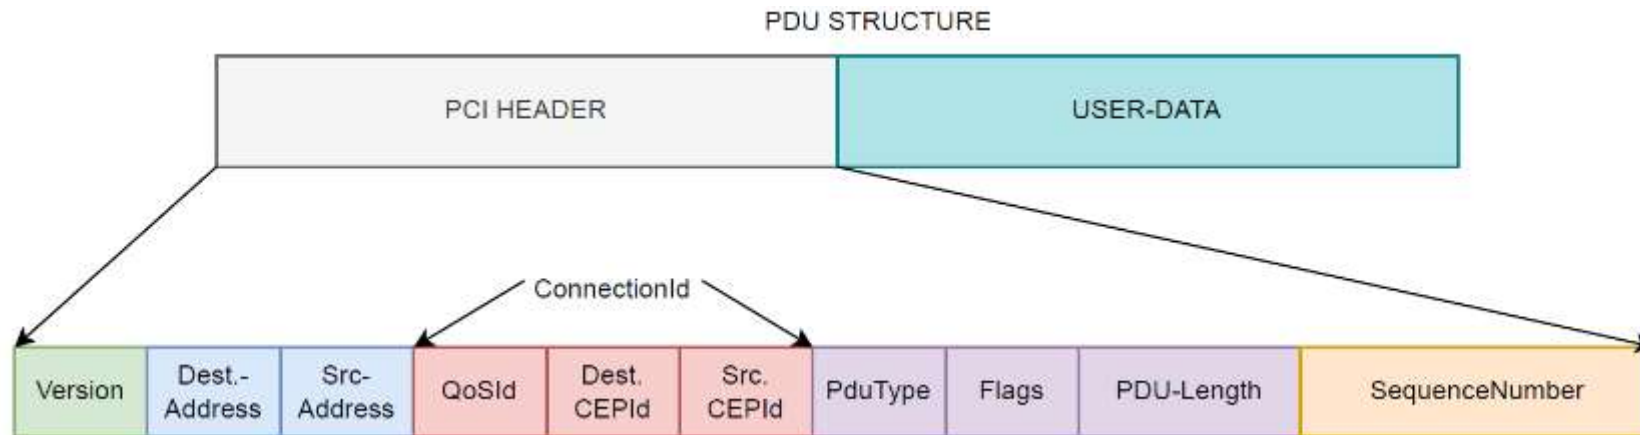 PDU STRUCTURE
PCI HEADER
USER-DATA
ConnectionId
Version
Dest.-
Address
Src-
Address
QoSId
Dest.
CEPId
Src.
CEPId
PduType
Flags
PDU-Length
SequenceNumber